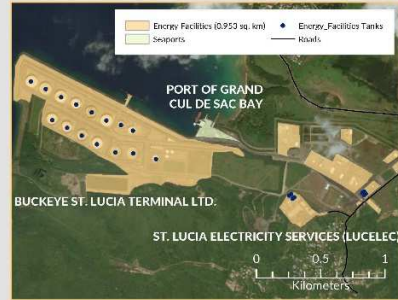 Energy Facilities (0.953 sq. km)
Energy_Facilities Tanks
Seaports
Roads
PORT OF GRAND
CUL DE SAC BAY
BUCKEYE ST. LUCIA TERMINAL LTD.
ST. LUCIA ELECTRICITY SERVICES (LUCELEC)
0 0.5 1
Kilometers